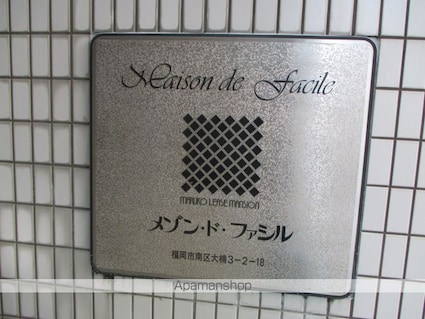 Maison de Facile
MARUKO LEASE MANSION
メゾン・ド・ファシル
福岡市南区大楠3-2-18
Apamanshop